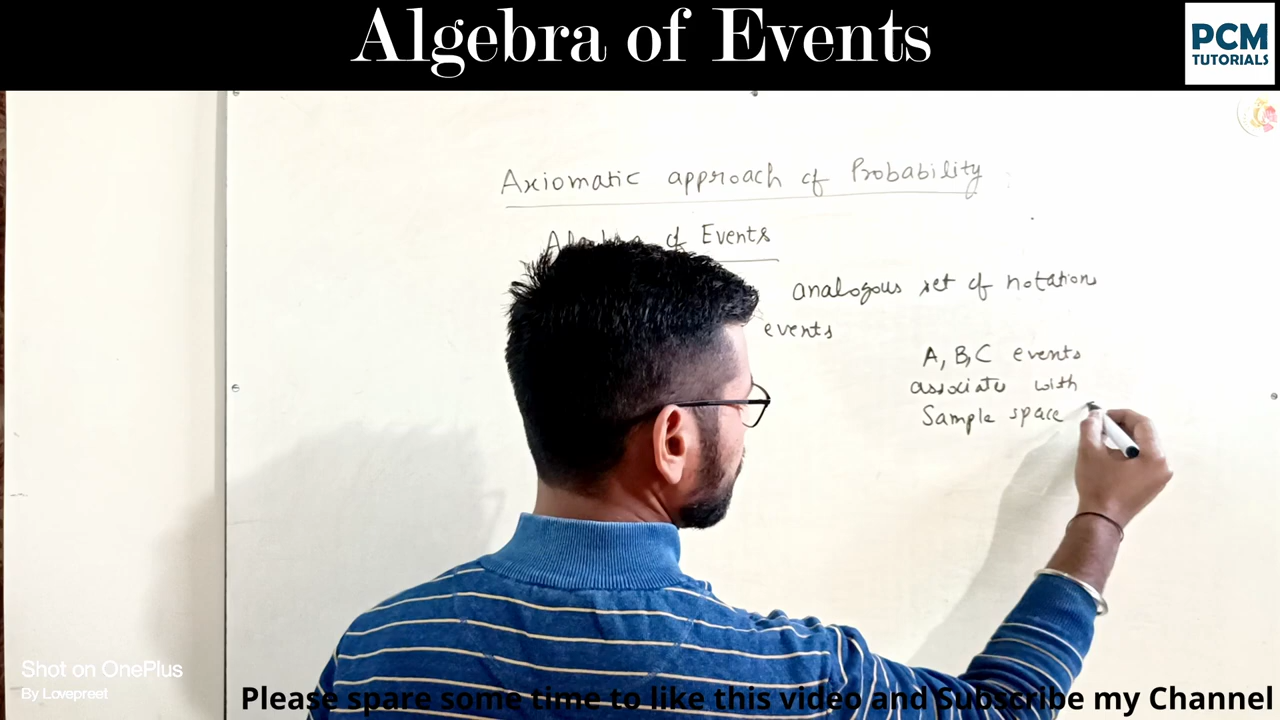 Algebra of Events
PCM
TUTORIALS
Axiomatic approach of Probability
Algebra of Events
analogous set of notations
events
A, B, C events
associate with
Sample space
Shot on OnePlus
By Lovepreet
Please spare some time to like this video and Subscribe my Channel